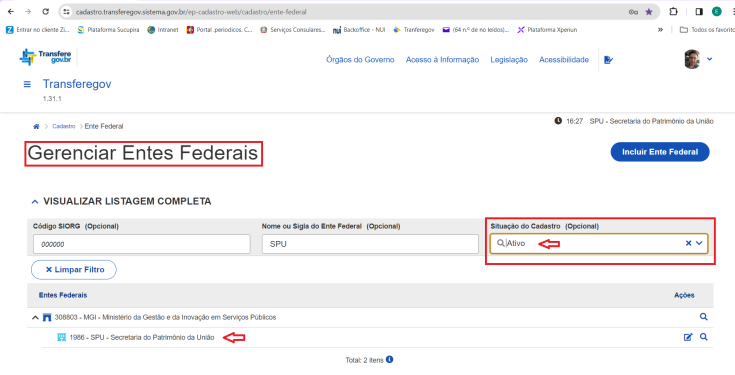 cadastro.transferegov.sistema.gov.br/ep-cadastro-web/cadastro/ente-federal
Entrar no cliente Zi... Plataforma Sucupira Intranet Portal .periodicos. C... Serviços Consulares... nui Backoffice - NUI Tranferegov (64 n.º de no leídos)... Plataforma Xperiun » Todos os favorito
Transfere
gov.br
Órgãos do Governo Acesso à Informação Legislação Acessibilidade
Transferegov
1.31.1
16:27 SPU - Secretaria do Patrimônio da União
> Cadastro > Ente Federal
Gerenciar Entes Federais
Incluir Ente Federal
VISUALIZAR LISTAGEM COMPLETA
Código SIORG (Opcional) Nome ou Sigla do Ente Federal (Opcional) Situação do Cadastro (Opcional)
000000 SPU Ativo
× Limpar Filtro
Entes Federais Ações
308803 - MGI - Ministério da Gestão e da Inovação em Serviços Públicos
1986 - SPU - Secretaria do Patrimônio da União
Total: 2 itens